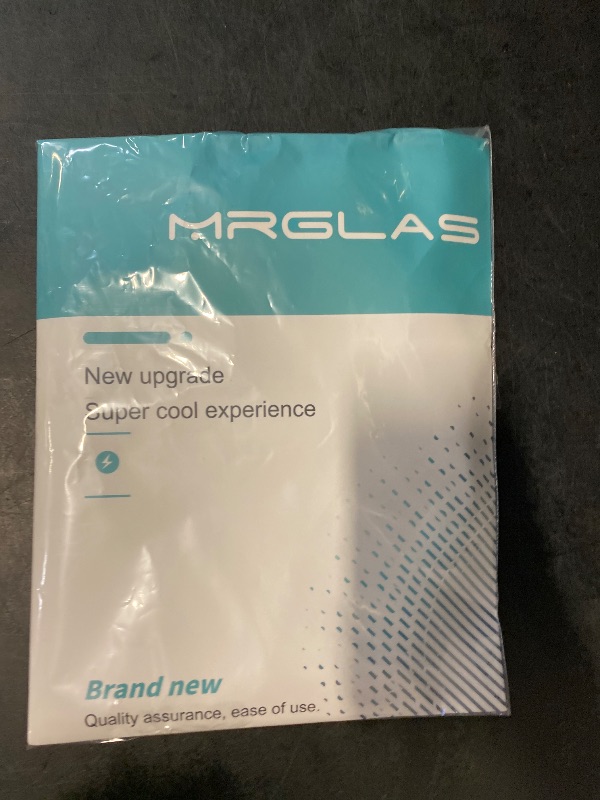 MRGLAS
New upgrade
Super cool experience
Brand new
Quality assurance, ease of use.